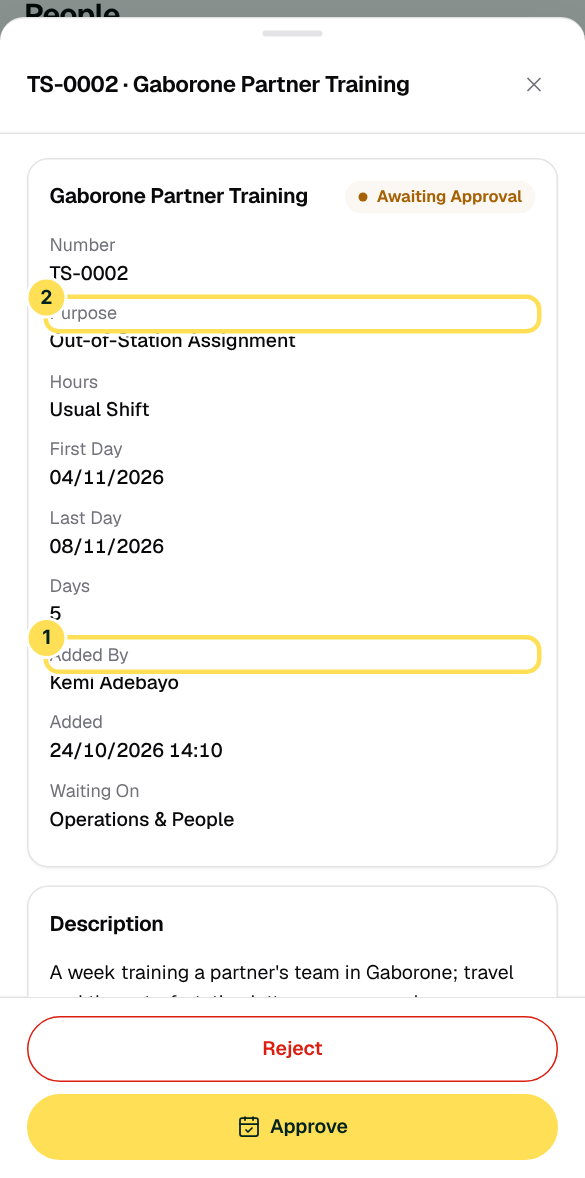 People
TS-0002 · Gaborone Partner Training
Gaborone Partner Training
Awaiting Approval
Number
TS-0002
2
urpose
Out-of-Station Assignment
Hours
Usual Shift
First Day
04/11/2026
Last Day
08/11/2026
Days
5
1
Added By
Kemi Adebayo
Added
24/10/2026 14:10
Waiting On
Operations & People
Description
A week training a partner's team in Gaborone; travel
Reject
Approve